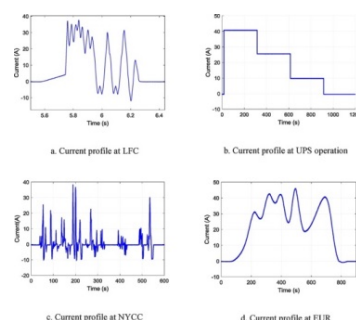 Current (A)
40
30
20
10
0
-10
5.6 5.8 6 6.2 6.4
Time (s)
a. Current profile at LFC
Current (A)
50
40
30
20
10
0
-10
0 200 400 600 800 1000 1200
Time (s)
b. Current profile at UPS operation
Current(A)
40
30
20
10
0
-10
-20
0 100 200 300 400 500 600
Time (s)
c. Current profile at NYCC
Current (A)
50
40
30
20
10
0
-10
0 200 400 600 800
Time (s)
d. Current profile at EUR